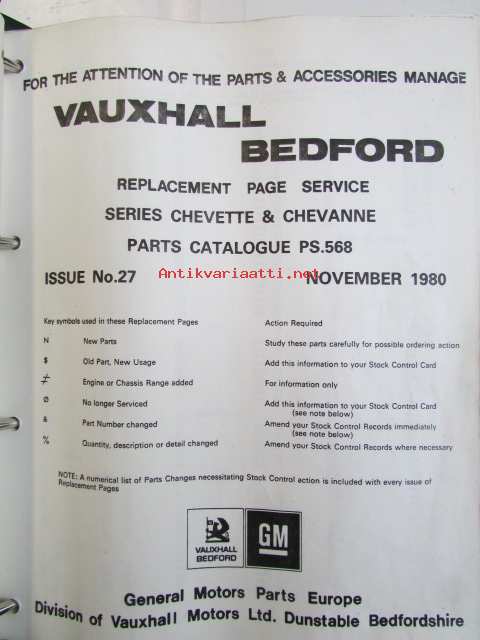 FOR THE ATTENTION OF THE PARTS & ACCESSORIES MANAGE
VAUXHALL
BEDFORD
REPLACEMENT PAGE SERVICE
SERIES CHEVETTE & CHEVANNE
PARTS CATALOGUE PS.568
ISSUE No.27 Antikvariaatti.net NOVEMBER 1980
Key symbols used in these Replacement Pages Action Required
N New Parts Study these parts carefully for possible ordering action
$ Old Part, New Usage Add this information to your Stock Control Card
≠ Engine or Chassis Range added For information only
Ø No longer Serviced Add this information to your Stock Control Card
(see note below)
& Part Number changed Amend your Stock Control Records immediately
(see note below)
% Quantity, description or detail changed Amend your Stock Control Records where necessary
NOTE: A numerical list of Parts Changes necessitating Stock Control action is included with every issue of
Replacement Pages
VAUXHALL
BEDFORD
GM
General Motors Parts Europe
Division of Vauxhall Motors Ltd. Dunstable Bedfordshire